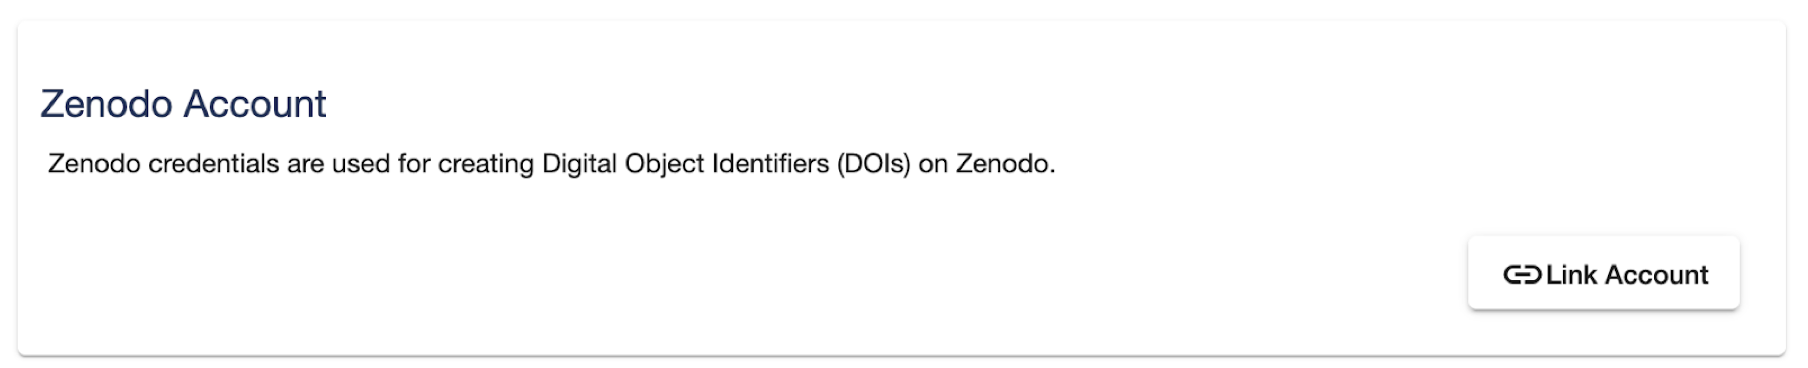 Zenodo Account
Zenodo credentials are used for creating Digital Object Identifiers (DOIs) on Zenodo.
Link Account